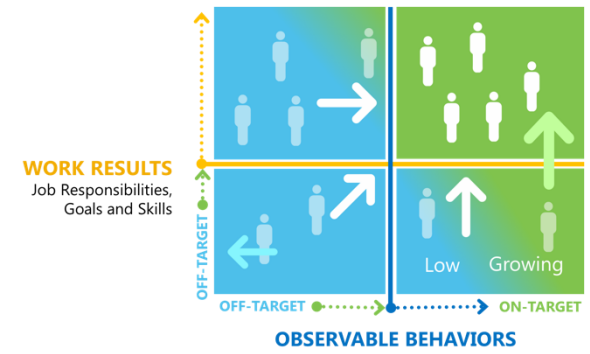 WORK RESULTS
Job Responsibilities,
Goals and Skills
OFF-TARGET
Low
Growing
OFF-TARGET
ON-TARGET
OBSERVABLE BEHAVIORS